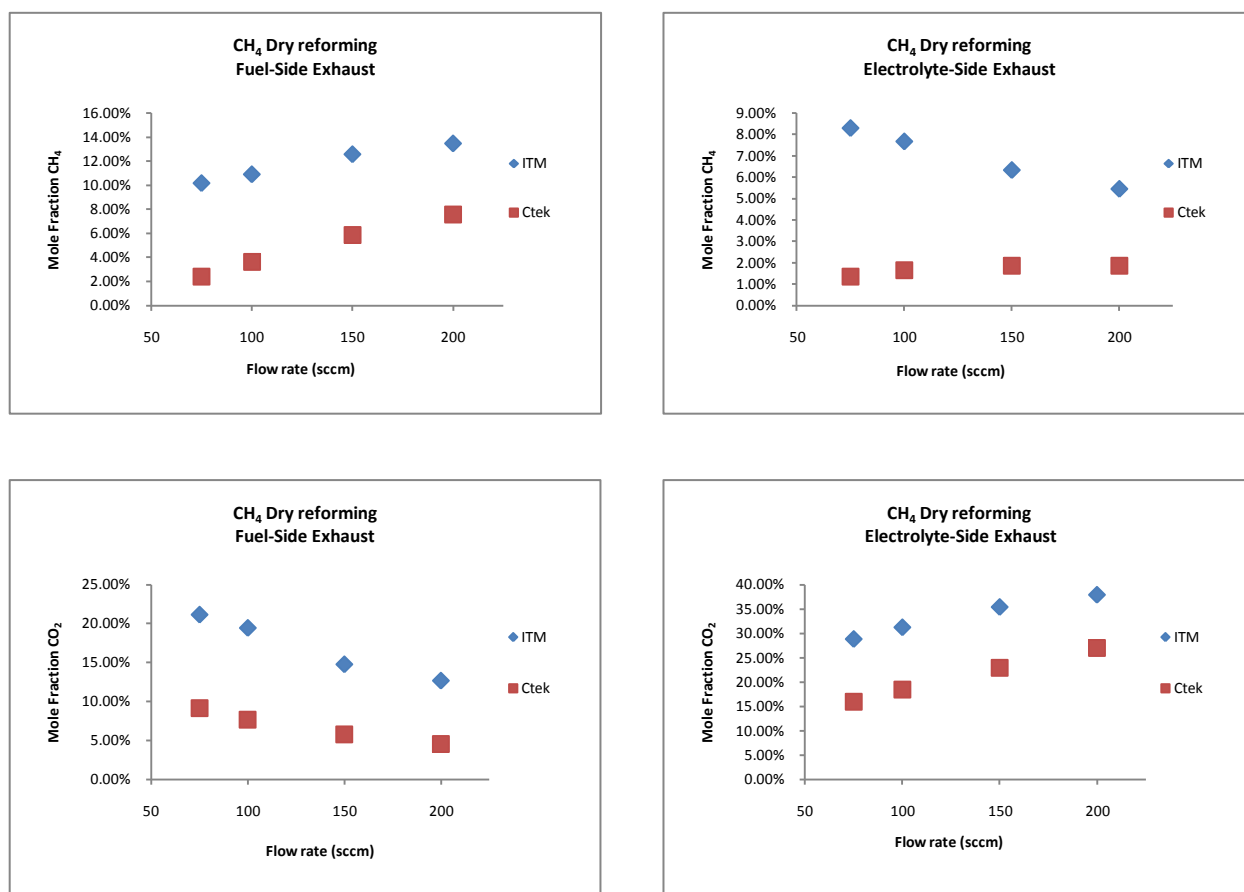 CH₄ Dry reforming
Fuel-Side Exhaust
Mole Fraction CH₄
16.00%
14.00%
12.00%
10.00%
8.00%
6.00%
4.00%
2.00%
0.00%
50 100 150 200
Flow rate (sccm)
ITM
Ctek
CH₄ Dry reforming
Electrolyte-Side Exhaust
Mole Fraction CH₄
9.00%
8.00%
7.00%
6.00%
5.00%
4.00%
3.00%
2.00%
1.00%
0.00%
50 100 150 200
Flow rate (sccm)
ITM
Ctek
CH₄ Dry reforming
Fuel-Side Exhaust
Mole Fraction CO₂
25.00%
20.00%
15.00%
10.00%
5.00%
0.00%
50 100 150 200
Flow rate (sccm)
ITM
Ctek
CH₄ Dry reforming
Electrolyte-Side Exhaust
Mole Fraction CO₂
40.00%
35.00%
30.00%
25.00%
20.00%
15.00%
10.00%
5.00%
0.00%
50 100 150 200
Flow rate (sccm)
ITM
Ctek